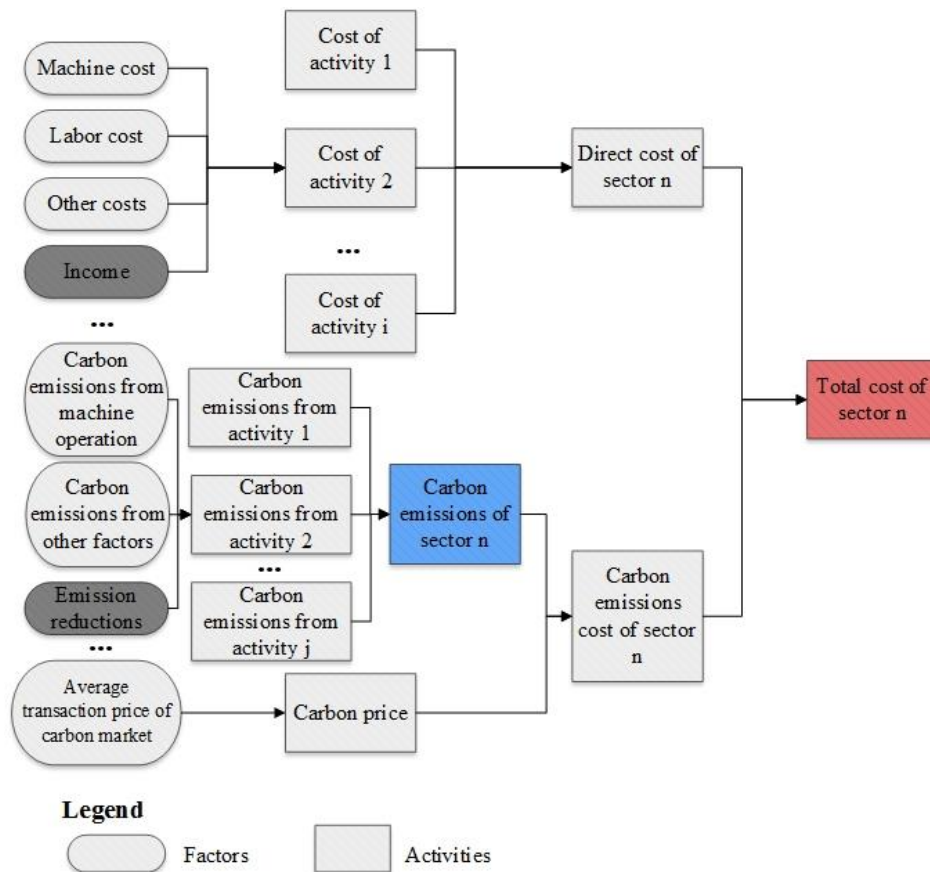 Machine cost
Labor cost
Other costs
Income
...
Cost of
activity 1
Cost of
activity 2
...
Cost of
activity i
Direct cost of
sector n
Carbon
emissions from
machine
operation
Carbon
emissions from
other factors
Emission
reductions
...
Carbon
emissions from
activity 1
Carbon
emissions from
activity 2
...
Carbon
emissions from
activity j
Carbon
emissions of
sector n
Average
transaction price of
carbon market
Carbon price
Carbon
emissions
cost of sector
n
Total cost of
sector n
Legend
Factors
Activities